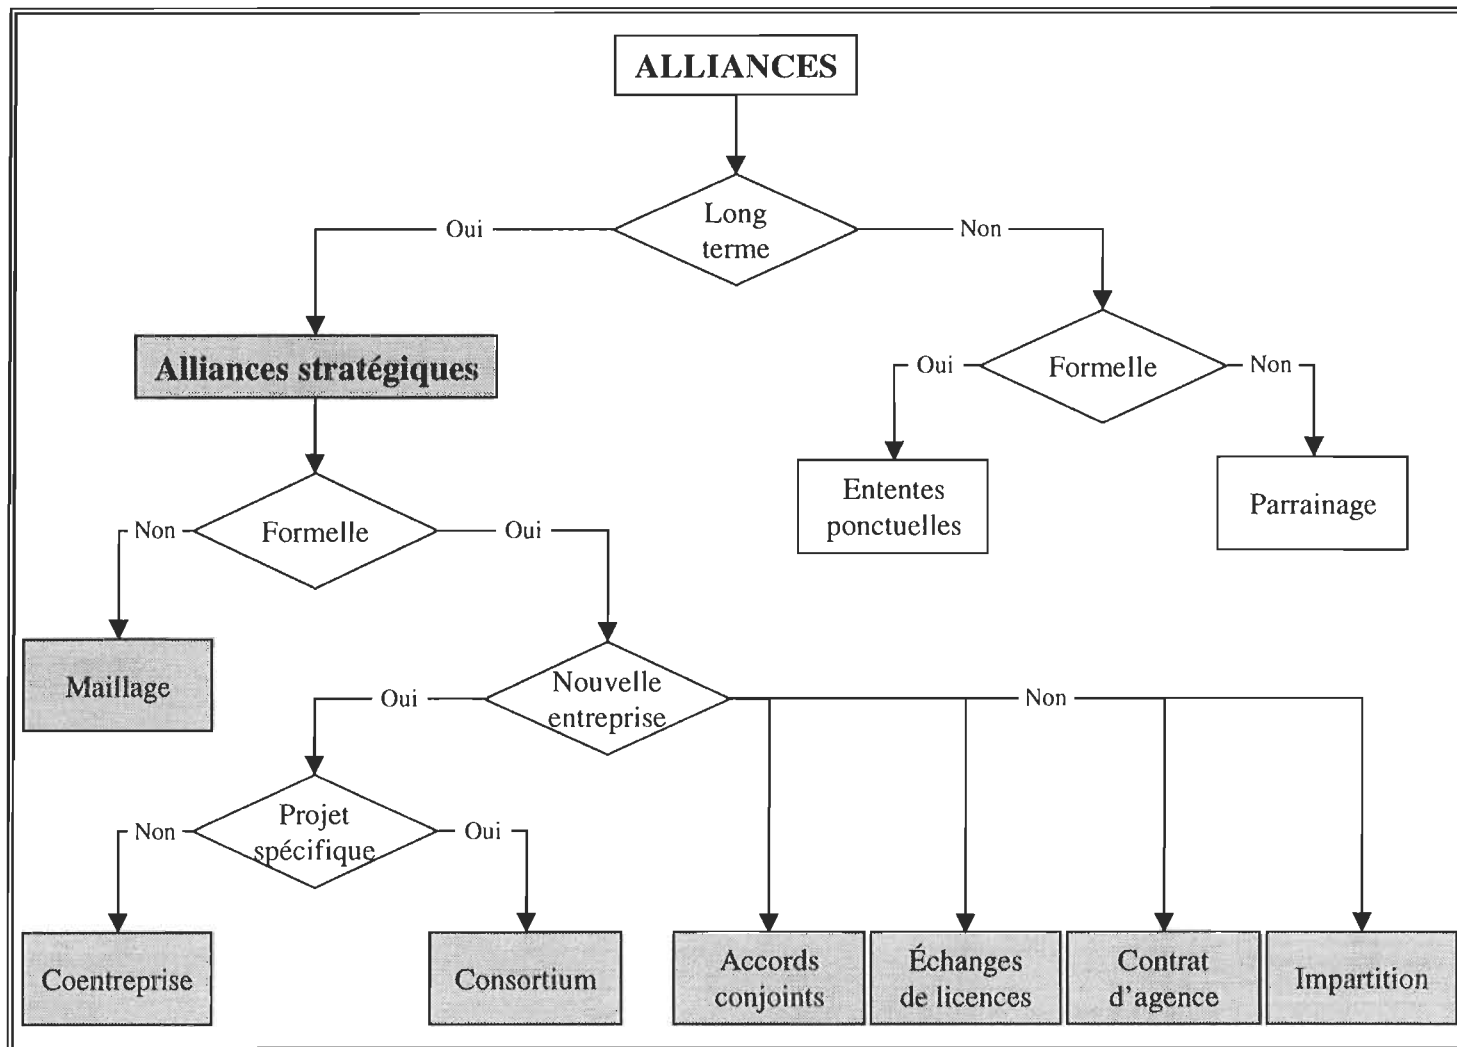 ALLIANCES
Long
terme
Oui
Non
Alliances stratégiques
Formelle
Oui
Non
Ententes
ponctuelles
Parrainage
Formelle
Non
Oui
Maillage
Nouvelle
entreprise
Oui
Non
Projet
spécifique
Non
Oui
Coentreprise
Consortium
Accords
conjoints
Échanges
de licences
Contrat
d'agence
Impartition